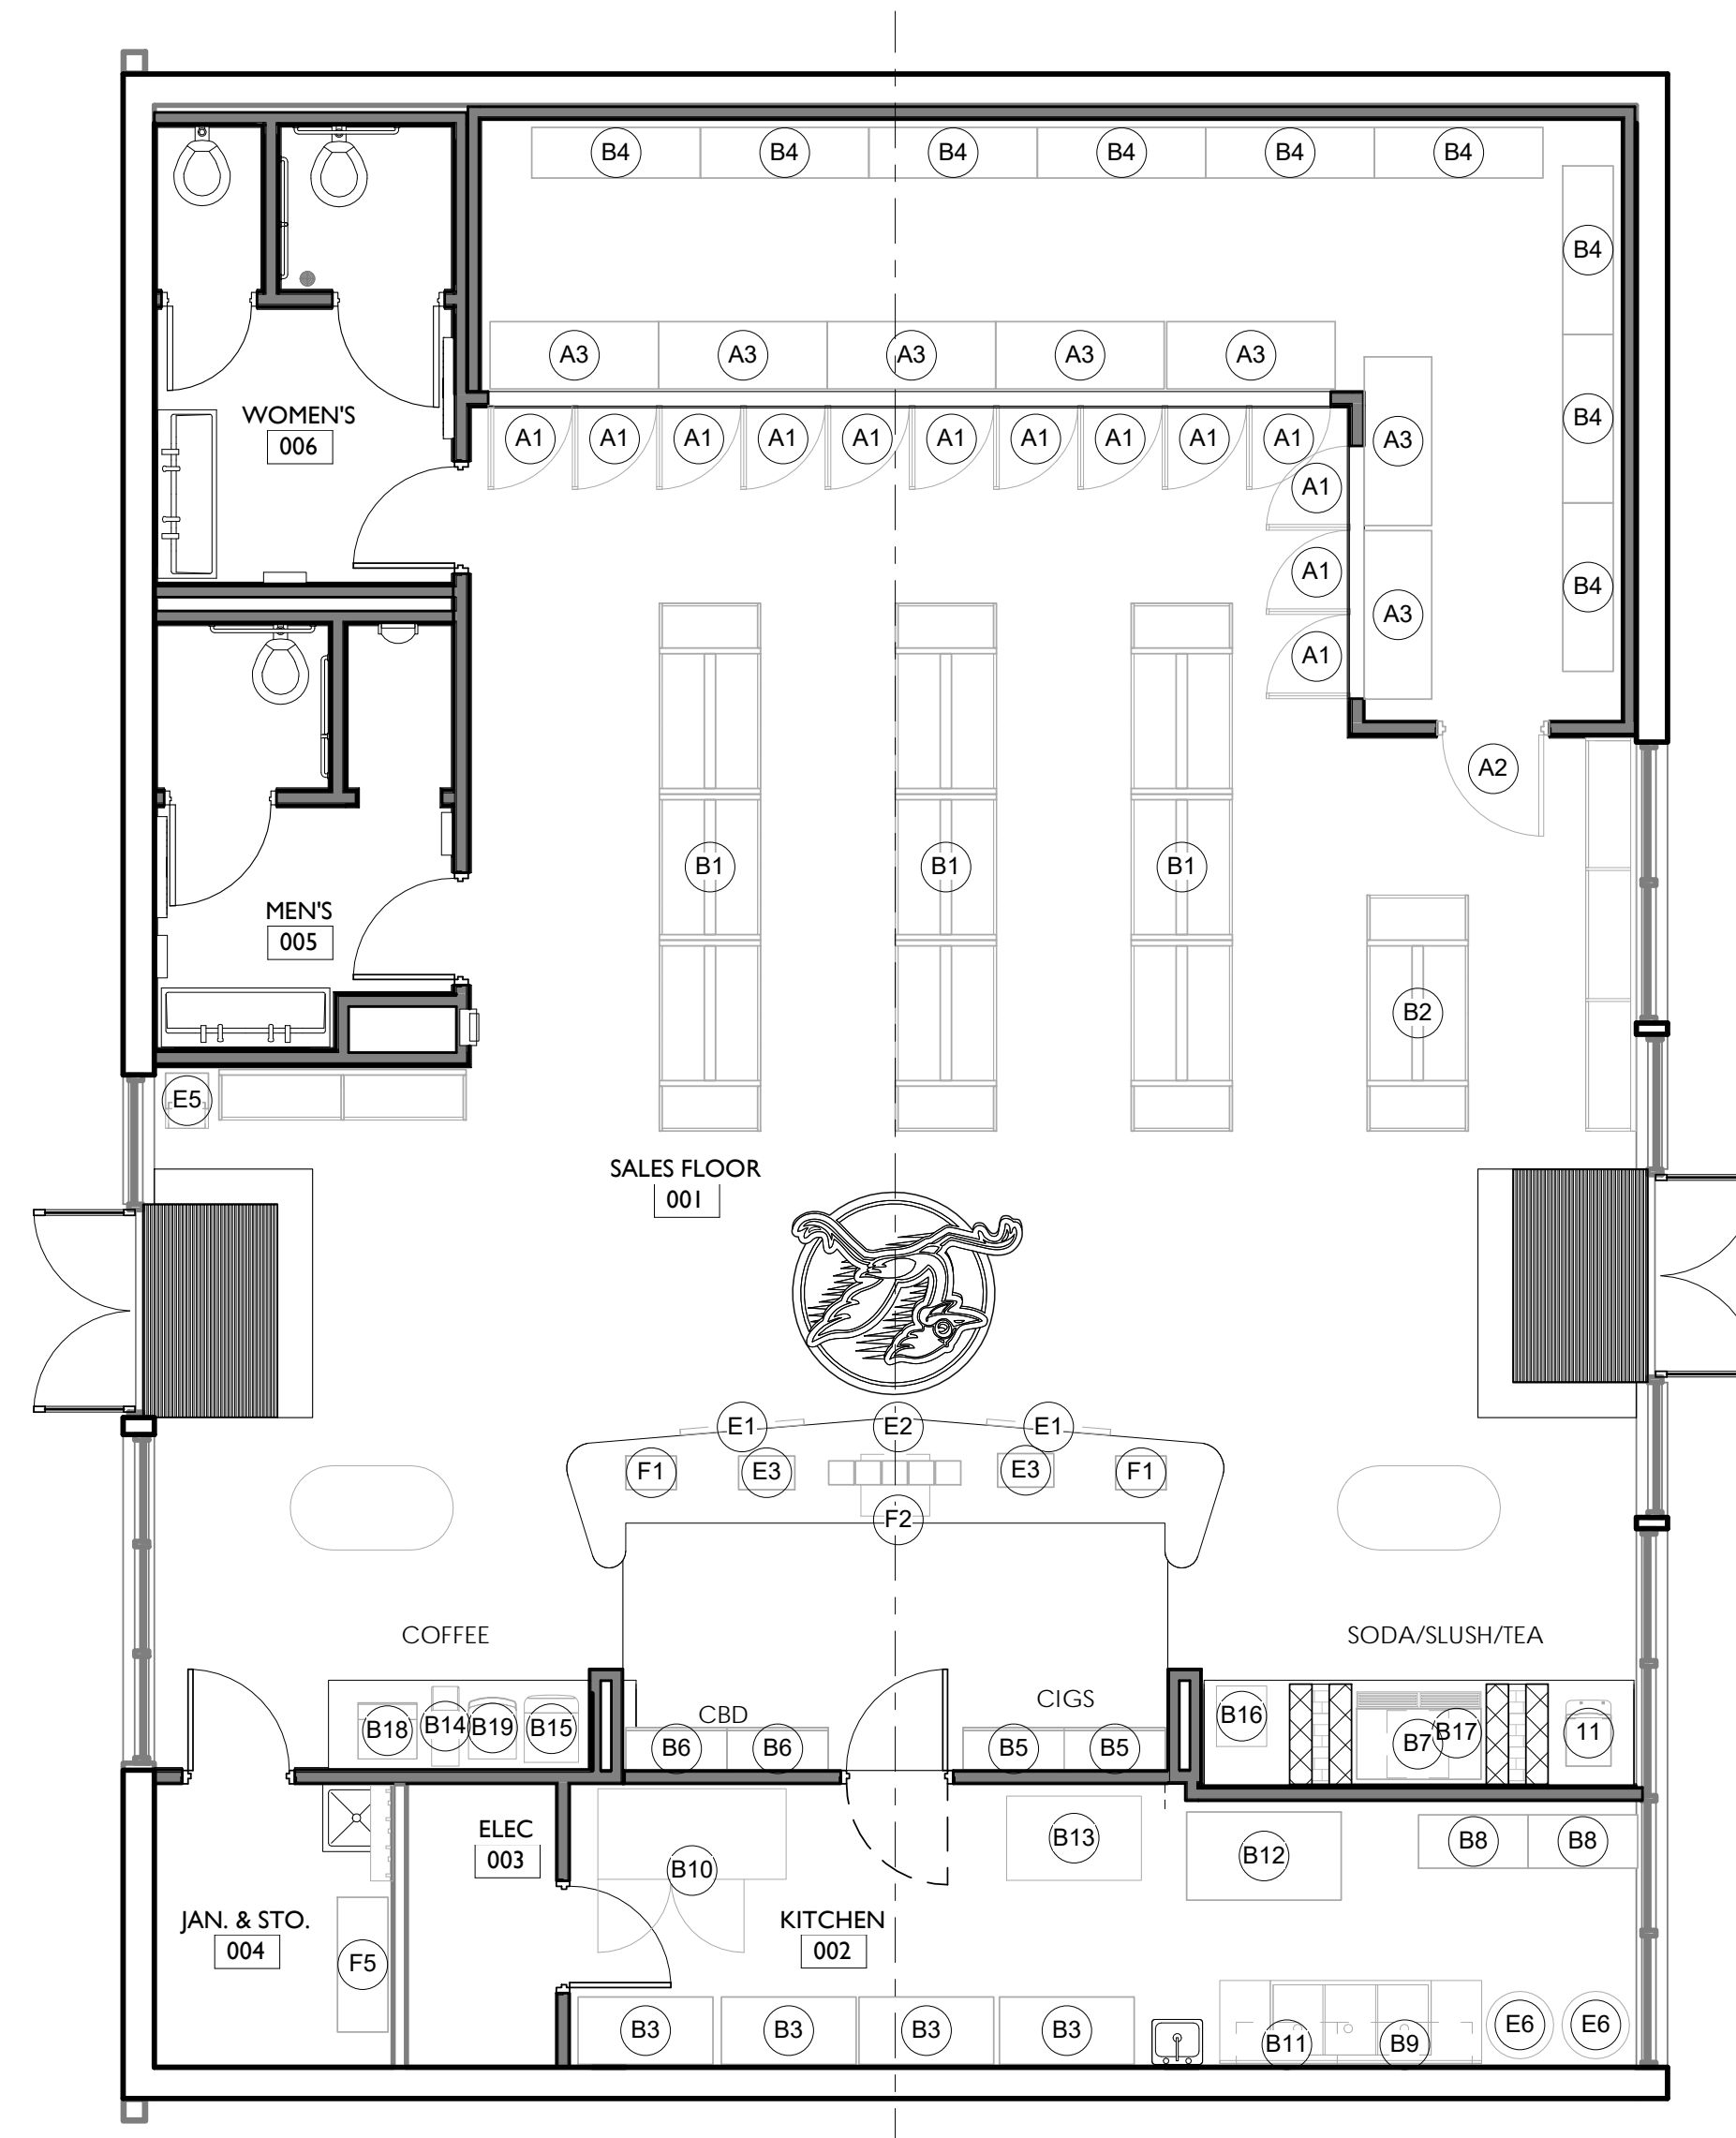 B4 B4 B4 B4 B4 B4
B4
A3 A3 A3 A3 A3
WOMEN'S
006
A1 A1 A1 A1 A1 A1 A1 A1 A1 A1
A3
B4
A1
A1
B4
A3
A1
A2
B1 B1 B1
MEN'S
005
B2
E5
SALES FLOOR
001
E1 E2 E1
F1 E3 E3 F1
F2
COFFEE
SODA/SLUSH/TEA
CBD
CIGS
B18 B14 B19 B15
B16 B7 B17 11
B6 B6 B5 B5
ELEC
003
B10
B13
B12
B8 B8
JAN. & STO.
004
KITCHEN
002
F5
B3 B3 B3 B3
B11 B9
E6 E6